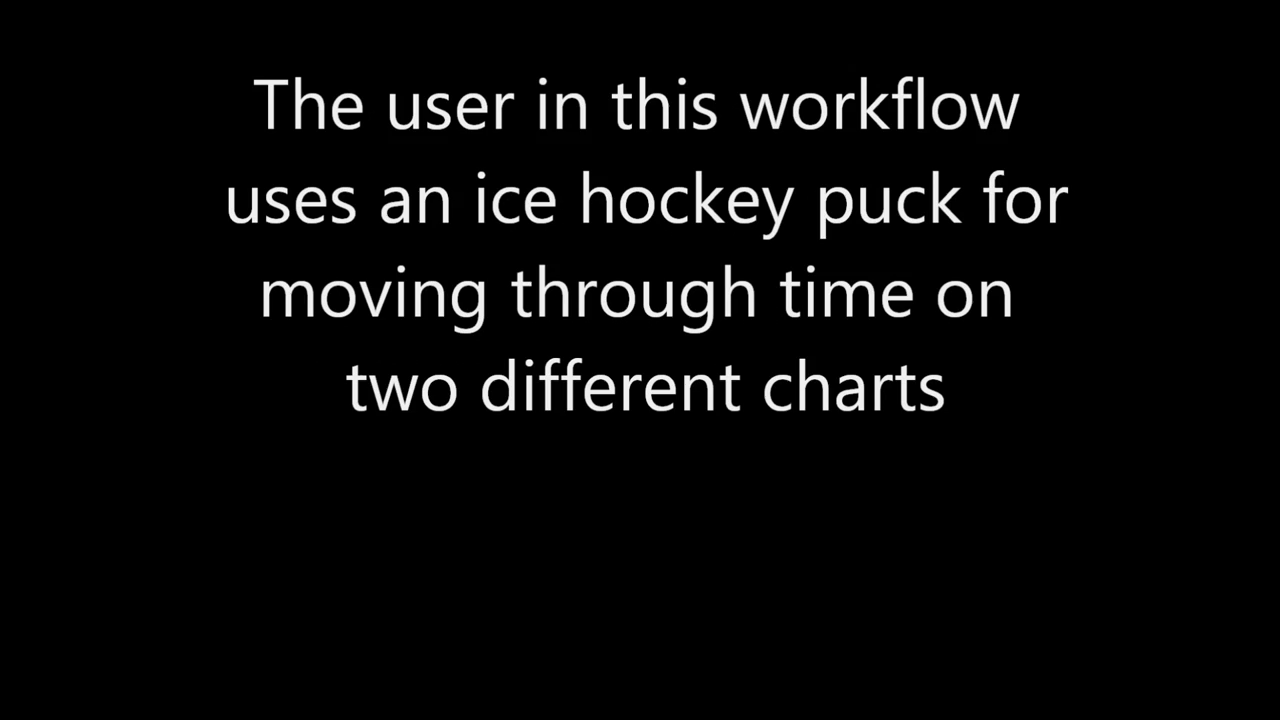 The user in this workflow
uses an ice hockey puck for
moving through time on
two different charts